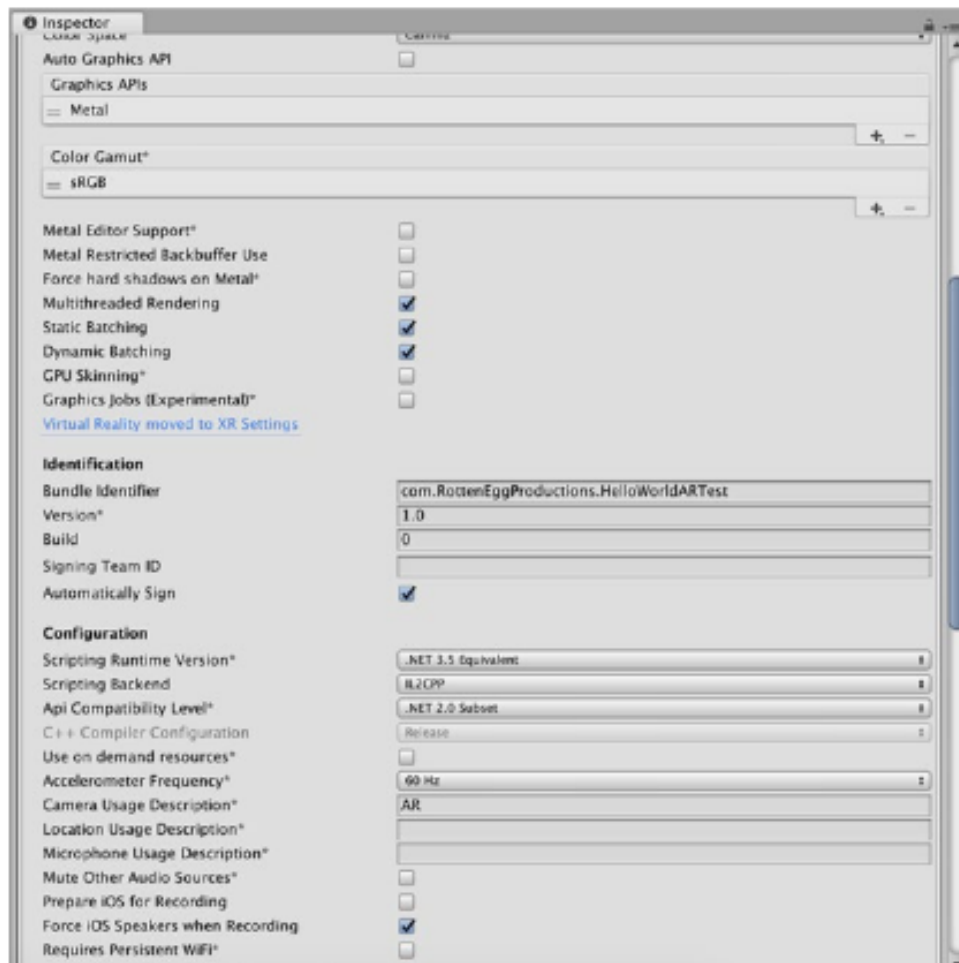 Inspector
Color Space Gamma
Auto Graphics API
Graphics APIs
= Metal
+ −
Color Gamut*
= sRGB
+ −
Metal Editor Support*
Metal Restricted Backbuffer Use
Force hard shadows on Metal*
Multithreaded Rendering
Static Batching
Dynamic Batching
GPU Skinning*
Graphics Jobs (Experimental)*
Virtual Reality moved to XR Settings
Identification
Bundle Identifier com.RottenEggProductions.HelloWorldARTest
Version* 1.0
Build 0
Signing Team ID
Automatically Sign
Configuration
Scripting Runtime Version* .NET 3.5 Equivalent
Scripting Backend IL2CPP
Api Compatibility Level* .NET 2.0 Subset
C++ Compiler Configuration Release
Use on demand resources*
Accelerometer Frequency* 60 Hz
Camera Usage Description* AR
Location Usage Description*
Microphone Usage Description*
Mute Other Audio Sources*
Prepare iOS for Recording
Force iOS Speakers when Recording
Requires Persistent WiFi*